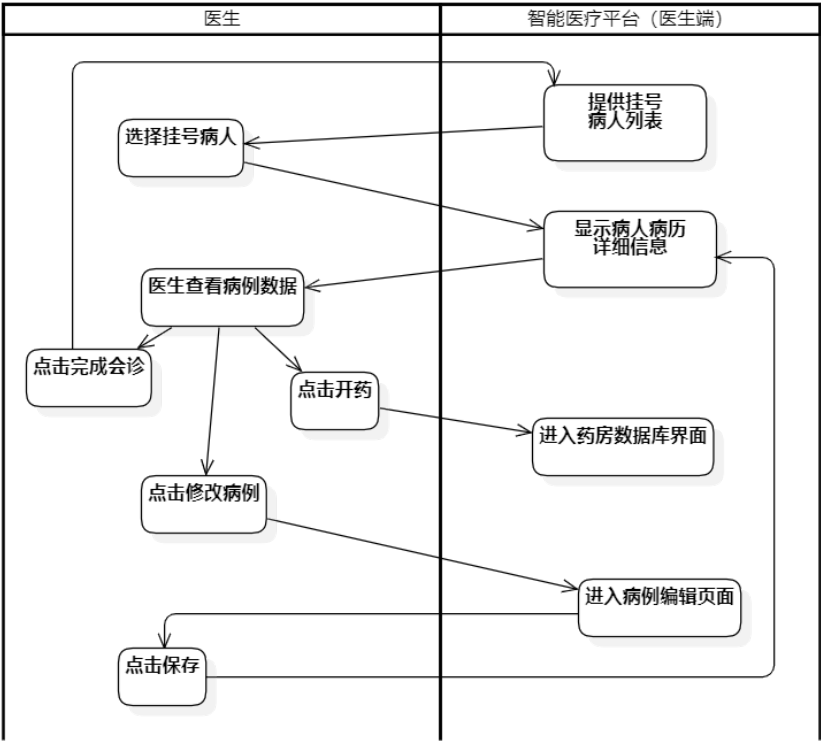 医生
智能医疗平台（医生端）
提供挂号
病人列表
选择挂号病人
显示病人病历
详细信息
医生查看病例数据
点击完成会诊
点击开药
进入药房数据库界面
点击修改病例
进入病例编辑页面
点击保存